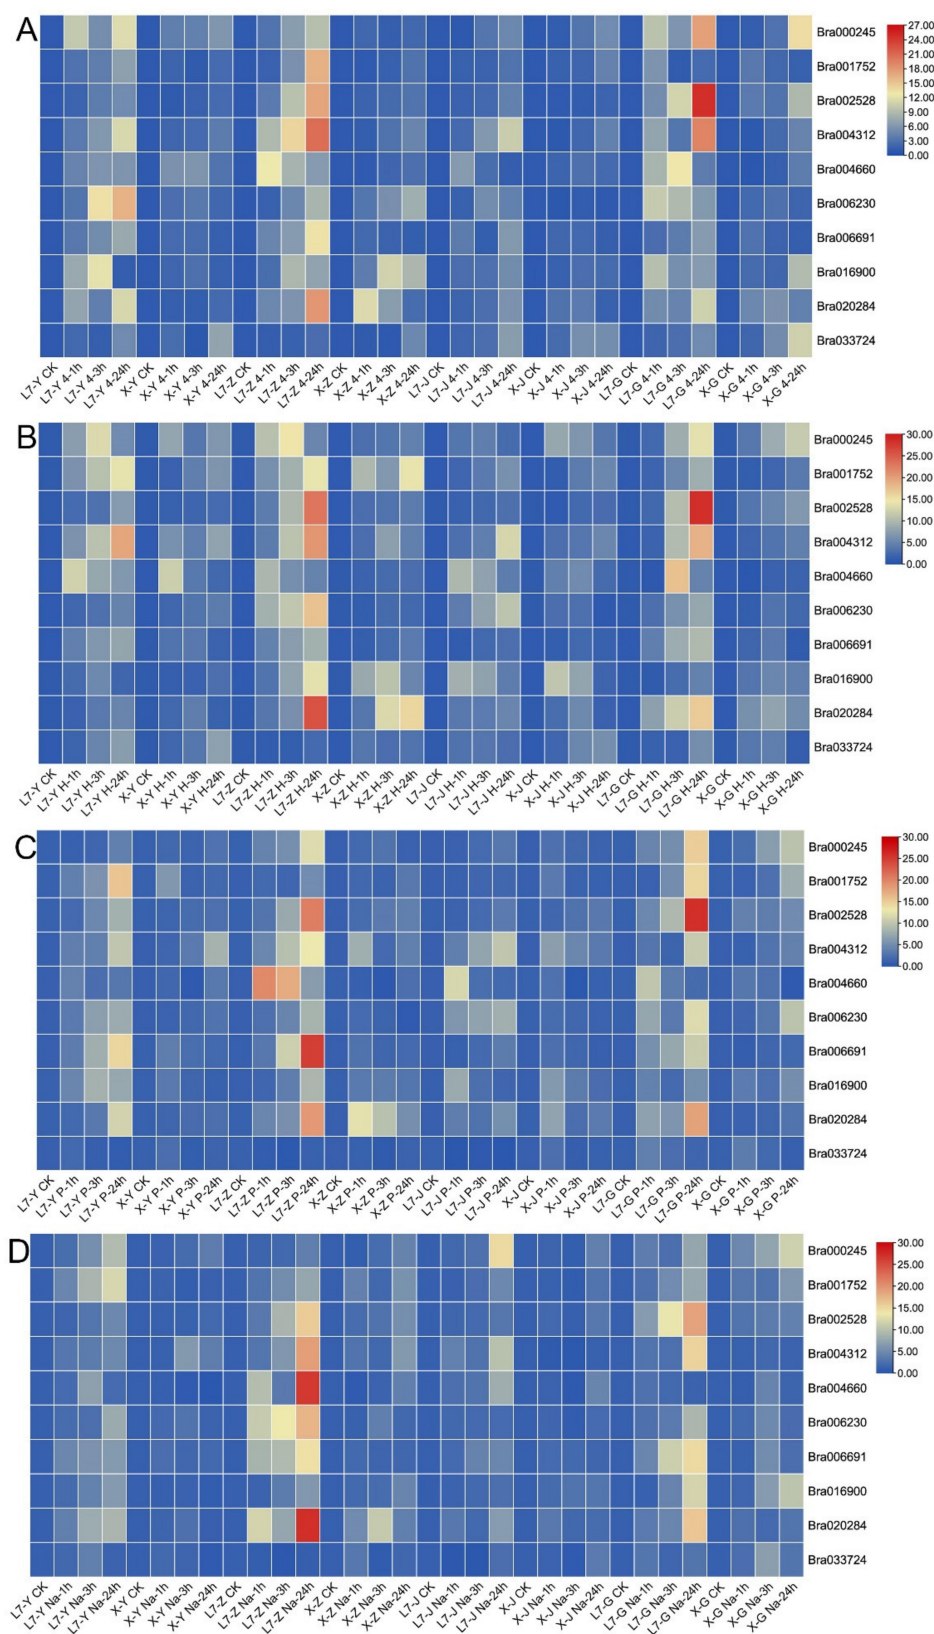 A
Bra000245
Bra001752
Bra002528
Bra004312
Bra004660
Bra006230
Bra006691
Bra016900
Bra020284
Bra033724
27.00
24.00
21.00
18.00
15.00
12.00
9.00
6.00
3.00
0.00
L7-Y CK
L7-Y 4-1h
L7-Y 4-3h
L7-Y 4-24h
X-Y CK
X-Y 4-1h
X-Y 4-3h
X-Y 4-24h
L7-Z CK
L7-Z 4-1h
L7-Z 4-3h
L7-Z 4-24h
X-Z CK
X-Z 4-1h
X-Z 4-3h
X-Z 4-24h
L7-J CK
L7-J 4-1h
L7-J 4-3h
L7-J 4-24h
X-J CK
X-J 4-1h
X-J 4-3h
X-J 4-24h
L7-G CK
L7-G 4-1h
L7-G 4-3h
L7-G 4-24h
X-G CK
X-G 4-1h
X-G 4-3h
X-G 4-24h
B
Bra000245
Bra001752
Bra002528
Bra004312
Bra004660
Bra006230
Bra006691
Bra016900
Bra020284
Bra033724
30.00
25.00
20.00
15.00
10.00
5.00
0.00
L7-Y CK
L7-Y H-1h
L7-Y H-3h
L7-Y H-24h
X-Y CK
X-Y H-1h
X-Y H-3h
X-Y H-24h
L7-Z CK
L7-Z H-1h
L7-Z H-3h
L7-Z H-24h
X-Z CK
X-Z H-1h
X-Z H-3h
X-Z H-24h
L7-J CK
L7-J H-1h
L7-J H-3h
L7-J H-24h
X-J CK
X-J H-1h
X-J H-3h
X-J H-24h
L7-G CK
L7-G H-1h
L7-G H-3h
L7-G H-24h
X-G CK
X-G H-1h
X-G H-3h
X-G H-24h
C
Bra000245
Bra001752
Bra002528
Bra004312
Bra004660
Bra006230
Bra006691
Bra016900
Bra020284
Bra033724
30.00
25.00
20.00
15.00
10.00
5.00
0.00
L7-Y CK
L7-Y P-1h
L7-Y P-3h
L7-Y P-24h
X-Y CK
X-Y P-1h
X-Y P-3h
X-Y P-24h
L7-Z CK
L7-Z P-1h
L7-Z P-3h
L7-Z P-24h
X-Z CK
X-Z P-1h
X-Z P-3h
X-Z P-24h
L7-J CK
L7-J P-1h
L7-J P-3h
L7-J P-24h
X-J CK
X-J P-1h
X-J P-3h
X-J P-24h
L7-G CK
L7-G P-1h
L7-G P-3h
L7-G P-24h
X-G CK
X-G P-1h
X-G P-3h
X-G P-24h
D
Bra000245
Bra001752
Bra002528
Bra004312
Bra004660
Bra006230
Bra006691
Bra016900
Bra020284
Bra033724
30.00
25.00
20.00
15.00
10.00
5.00
0.00
L7-Y CK
L7-Y Na-1h
L7-Y Na-3h
L7-Y Na-24h
X-Y CK
X-Y Na-1h
X-Y Na-3h
X-Y Na-24h
L7-Z CK
L7-Z Na-1h
L7-Z Na-3h
L7-Z Na-24h
X-Z CK
X-Z Na-1h
X-Z Na-3h
X-Z Na-24h
L7-J CK
L7-J Na-1h
L7-J Na-3h
L7-J Na-24h
X-J CK
X-J Na-1h
X-J Na-3h
X-J Na-24h
L7-G CK
L7-G Na-1h
L7-G Na-3h
L7-G Na-24h
X-G CK
X-G Na-1h
X-G Na-3h
X-G Na-24h